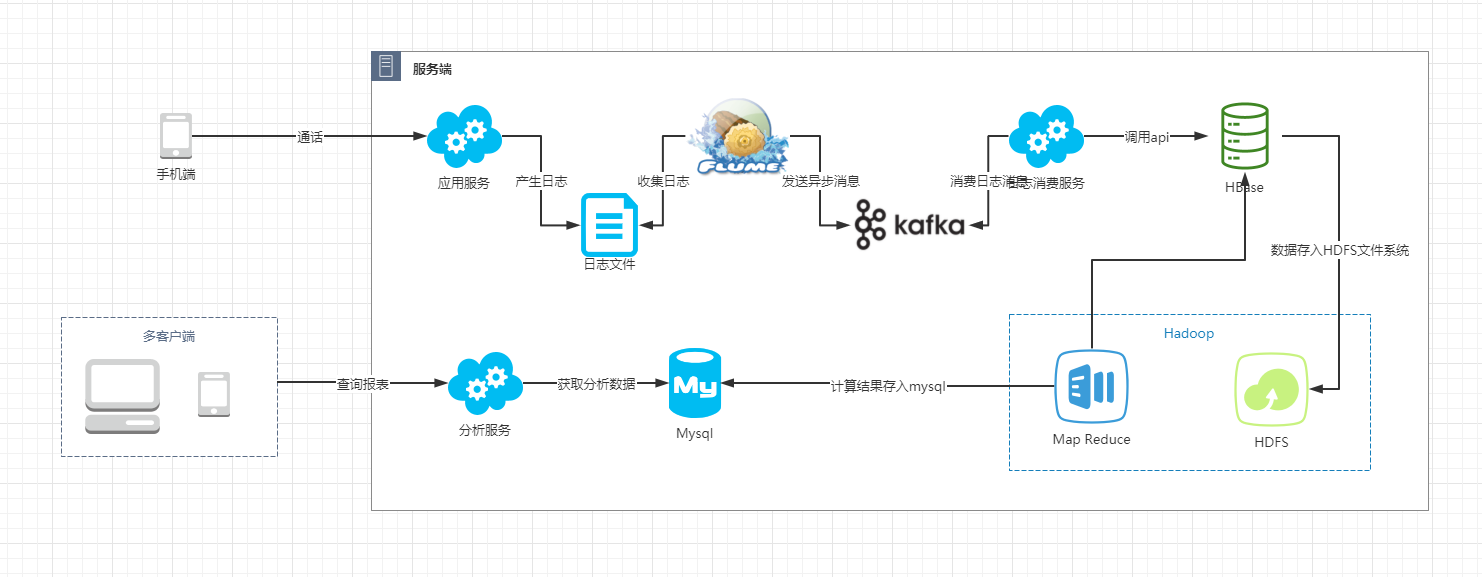 服务端
手机端
通话
应用服务
产生日志
日志文件
收集日志
FLUME
发送异步消息
kafka
消费日志消息
日志消费服务
调用api
HBase
数据存入HDFS文件系统
多客户端
查询报表
分析服务
获取分析数据
My
Mysql
计算结果存入mysql
Hadoop
Map Reduce
HDFS